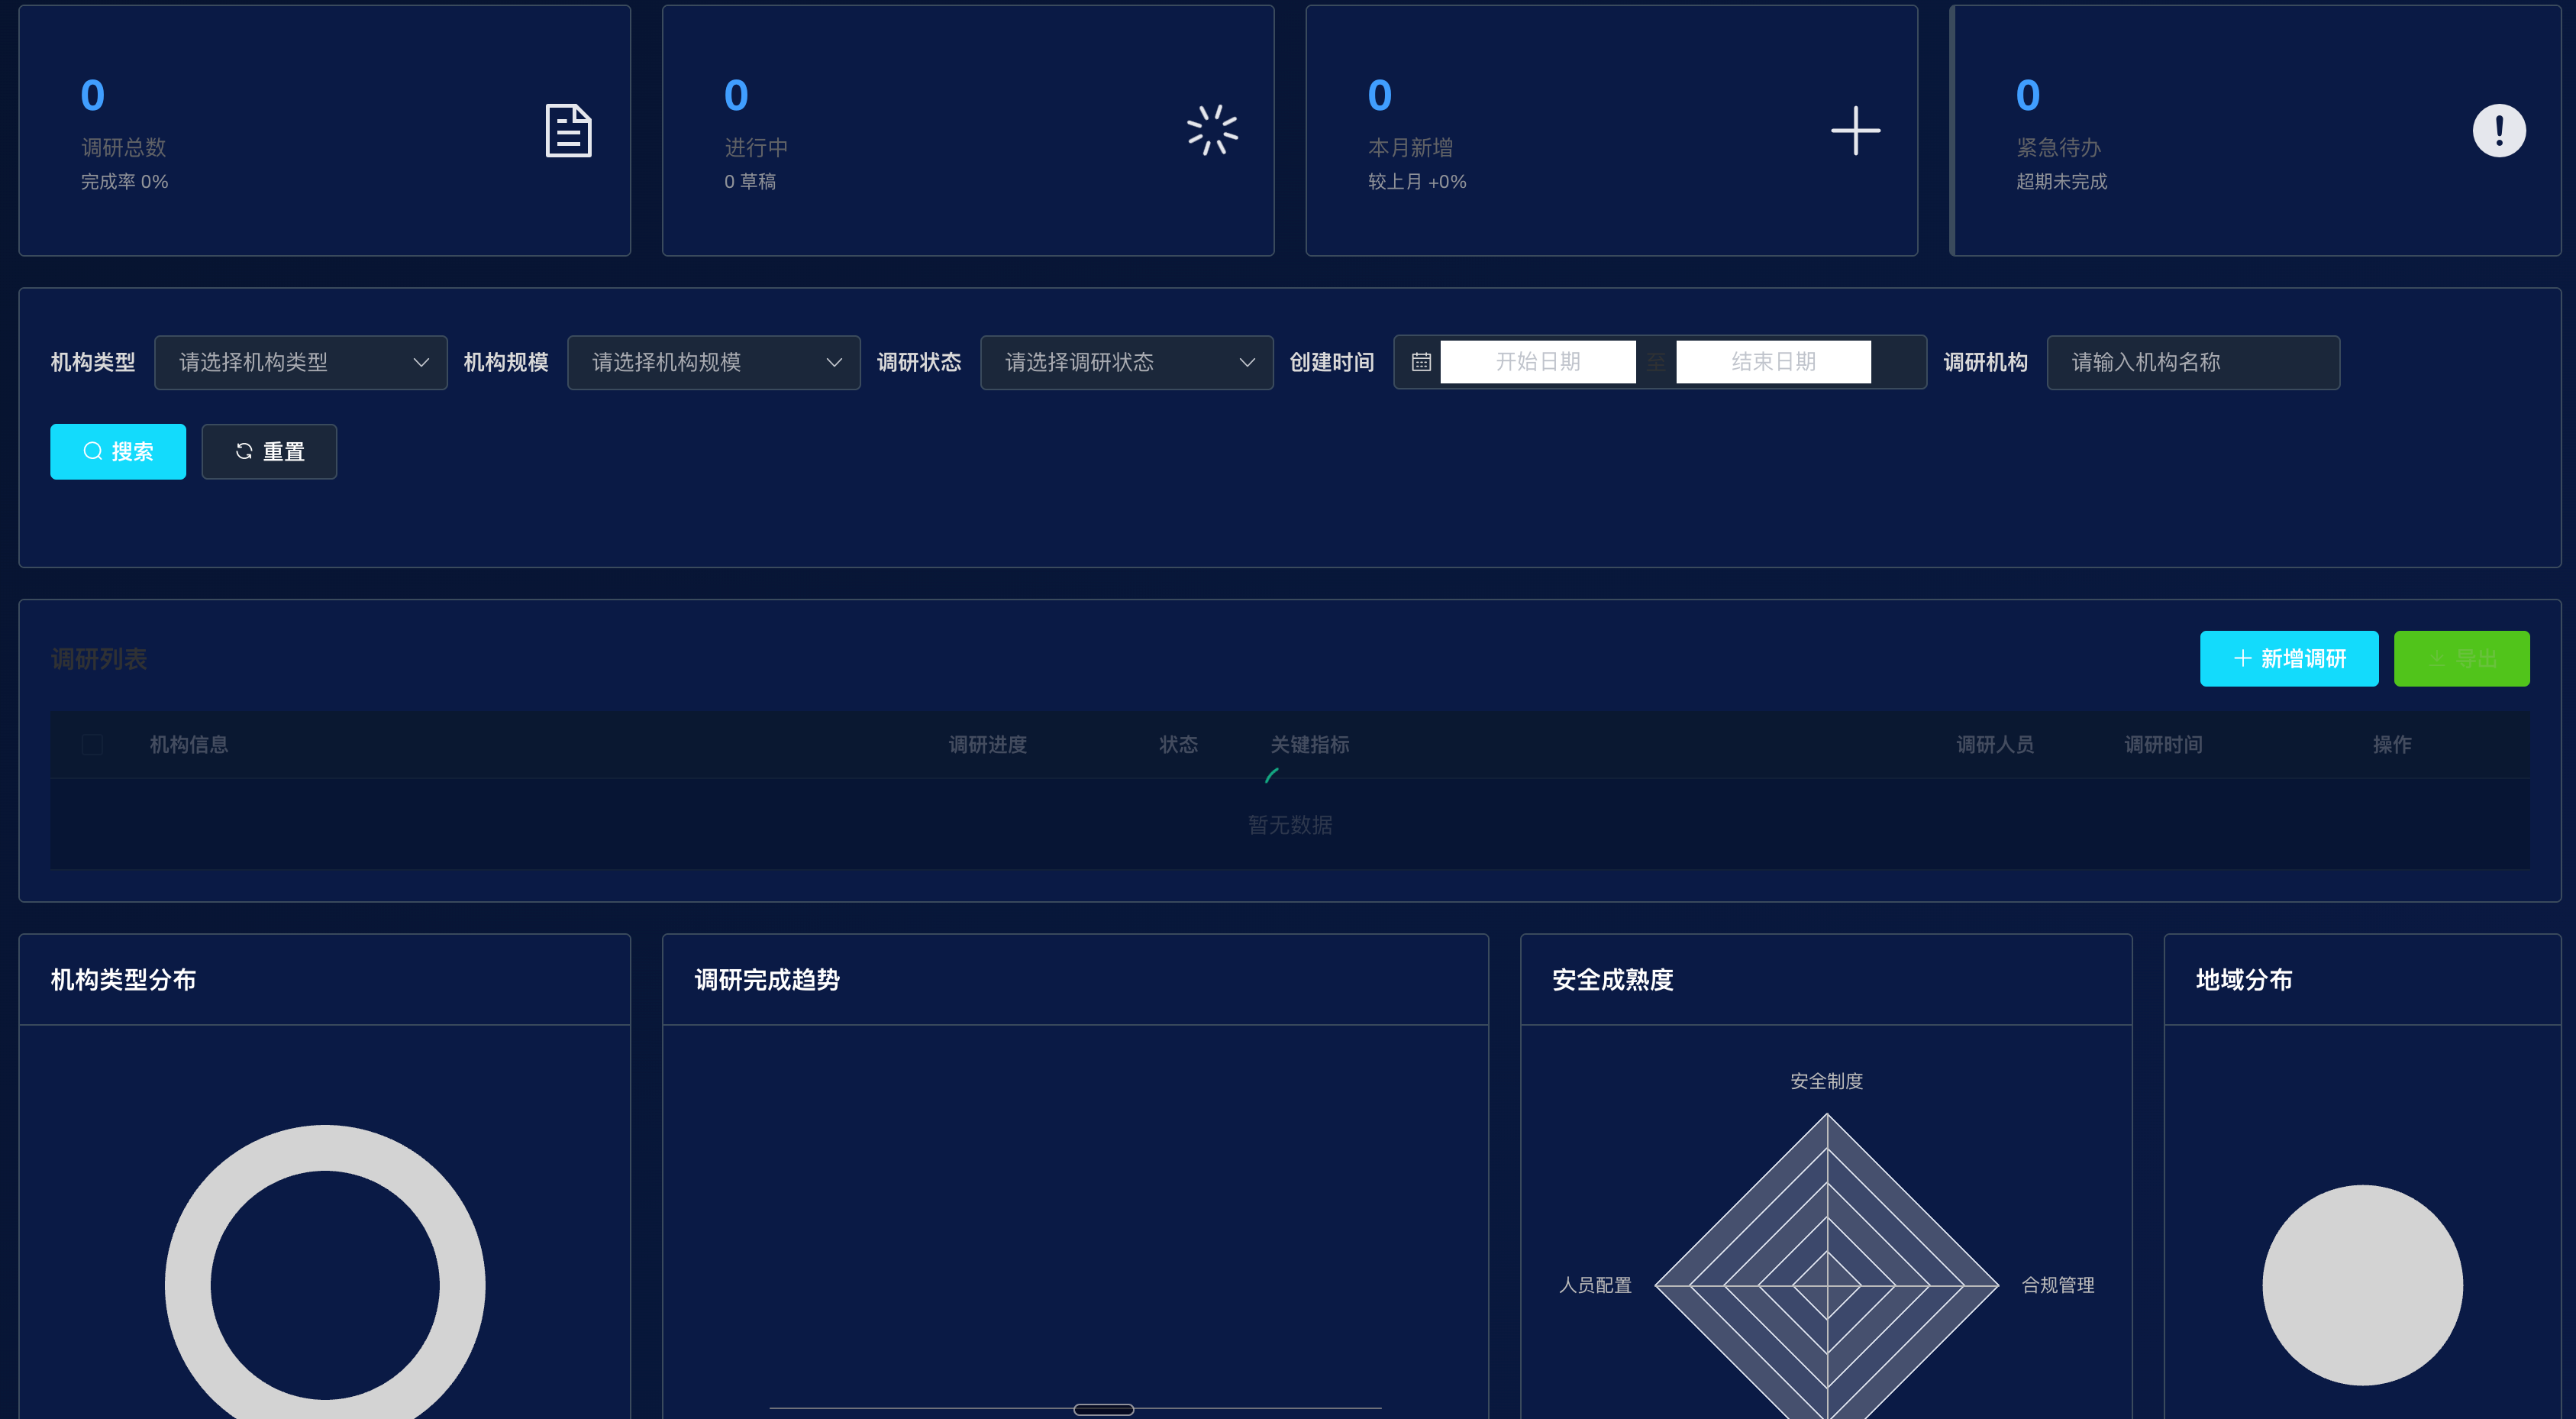 0
调研总数
完成率 0%
0
进行中
0 草稿
0
本月新增
较上月 +0%
0
紧急待办
超期未完成
机构类型 请选择机构类型 机构规模 请选择机构规模 调研状态 请选择调研状态 创建时间 开始日期 至 结束日期 调研机构 请输入机构名称
搜索 重置
调研列表 新增调研 导出
机构信息 调研进度 状态 关键指标 调研人员 调研时间 操作
暂无数据
机构类型分布
调研完成趋势
安全成熟度
安全制度
人员配置 合规管理
地域分布